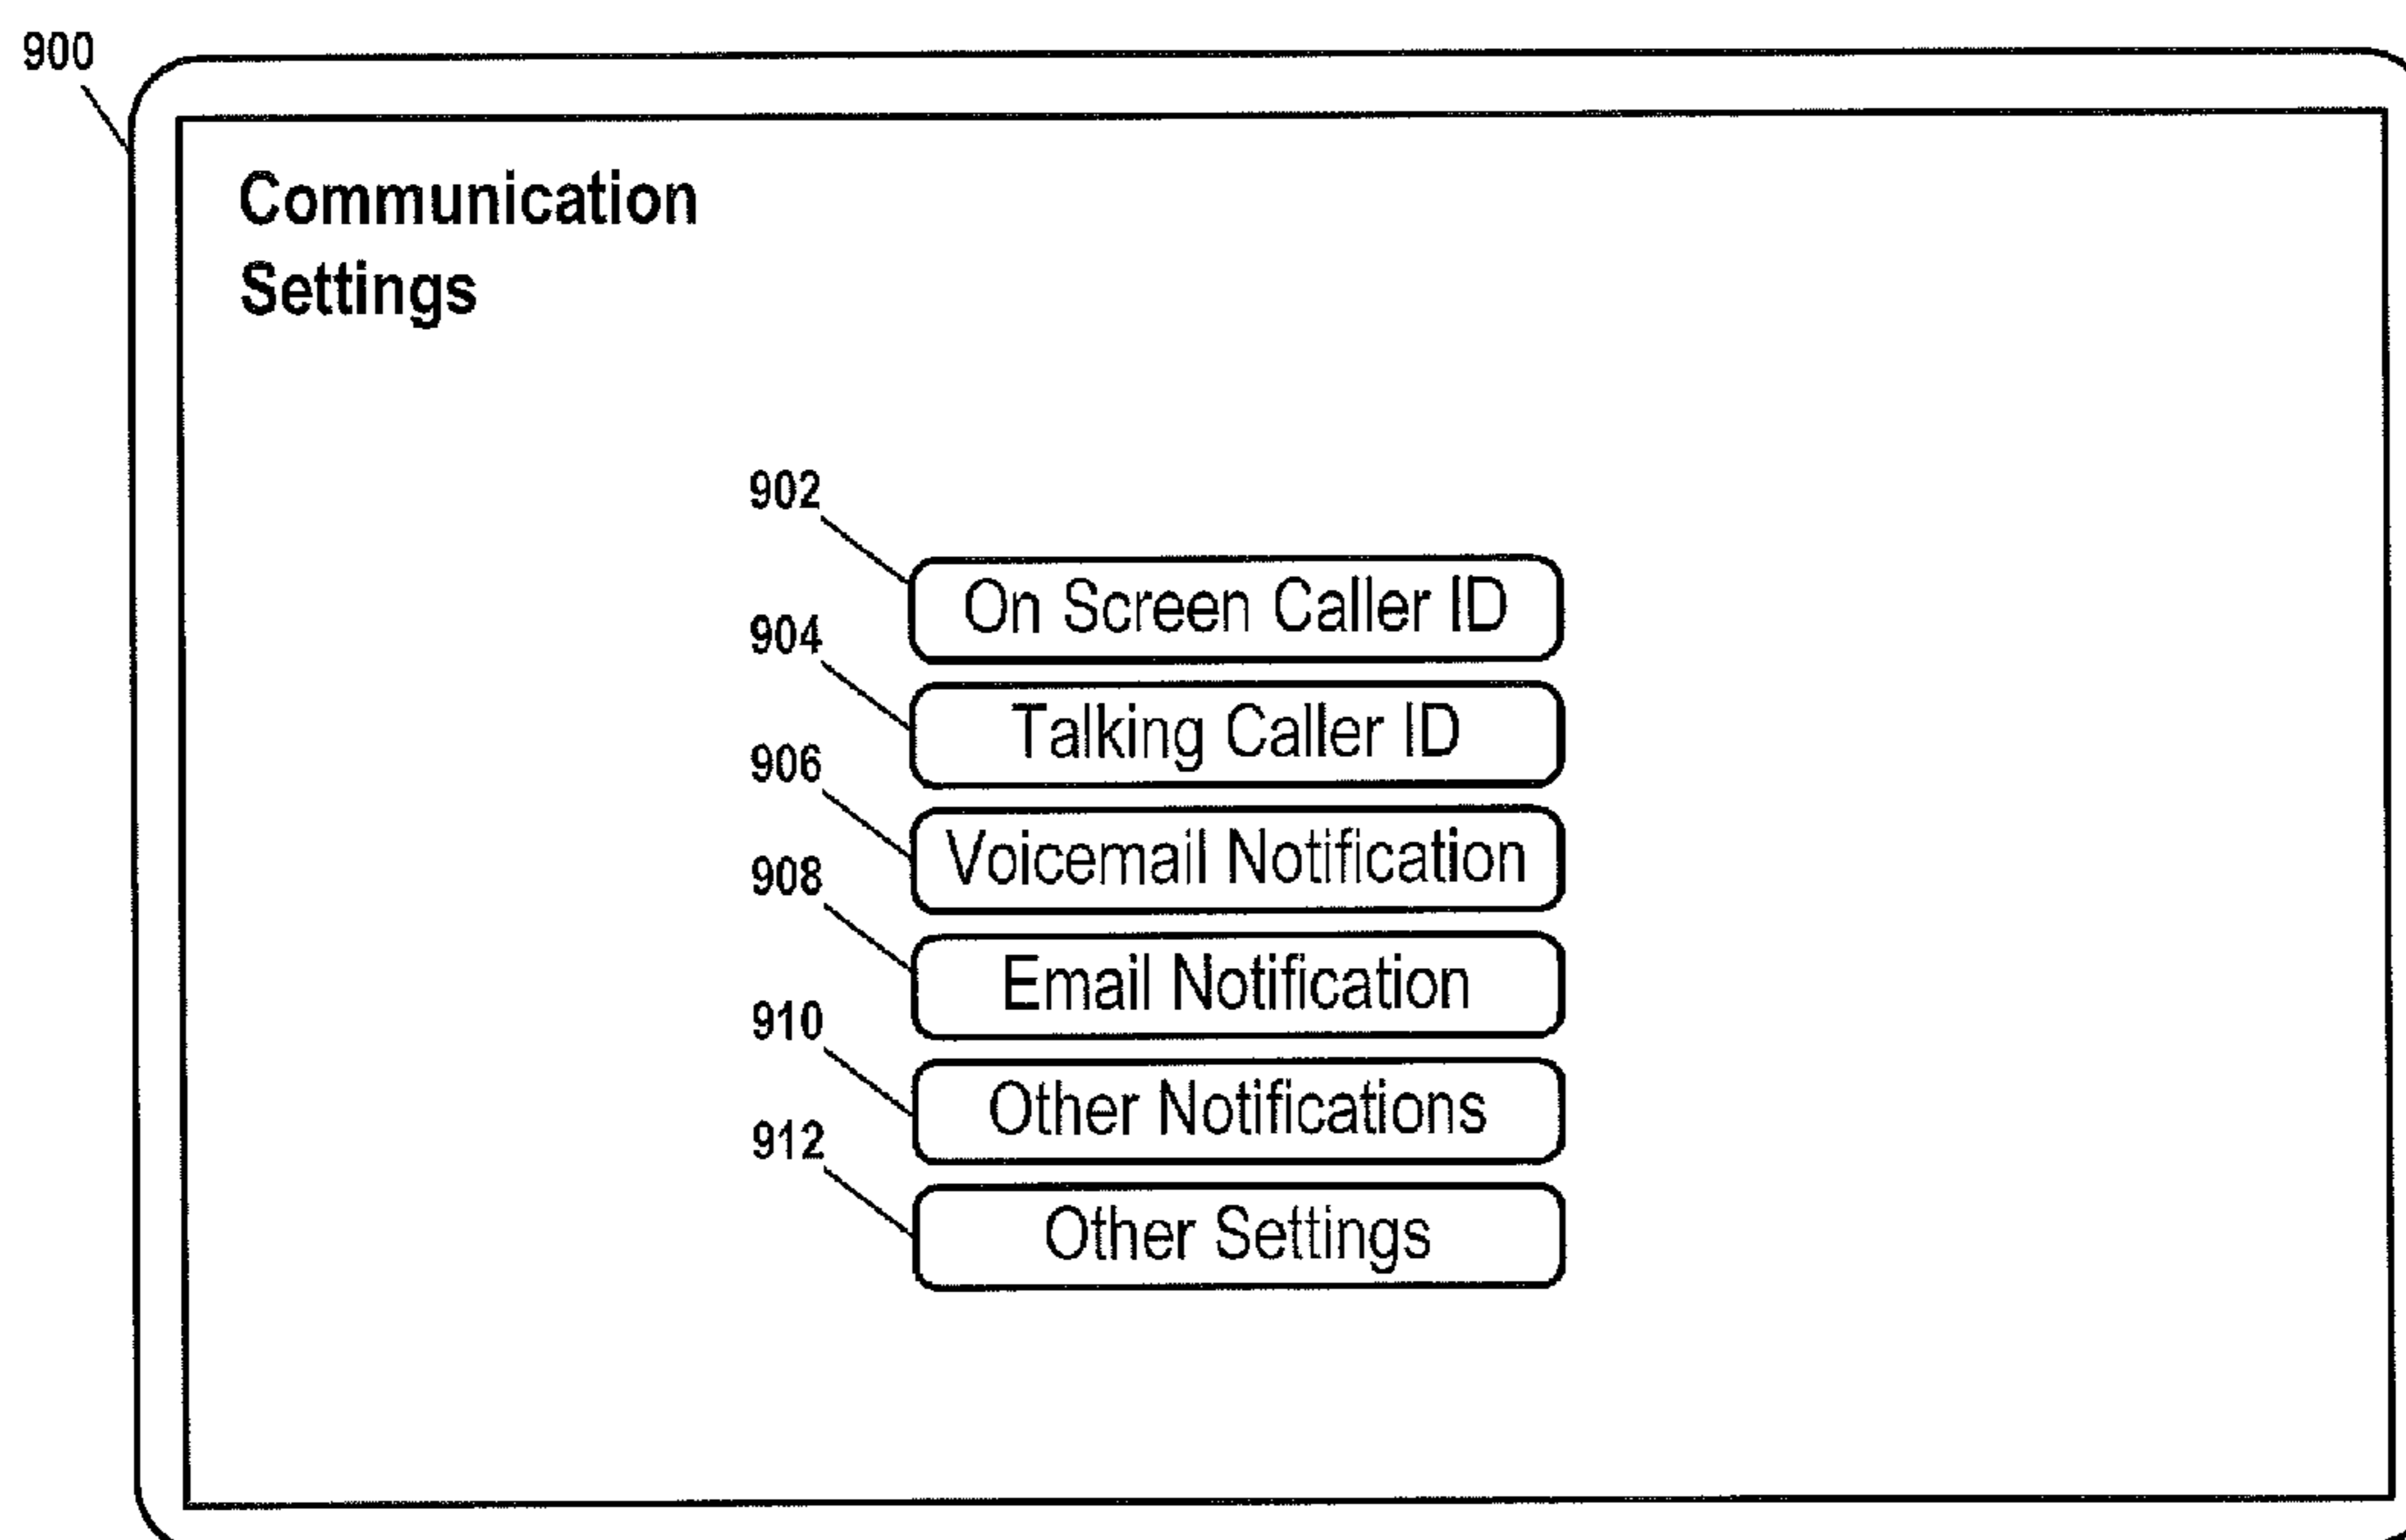 900
Communication
Settings
902
On Screen Caller ID
904
Talking Caller ID
906
Voicemail Notification
908
Email Notification
910
Other Notifications
912
Other Settings